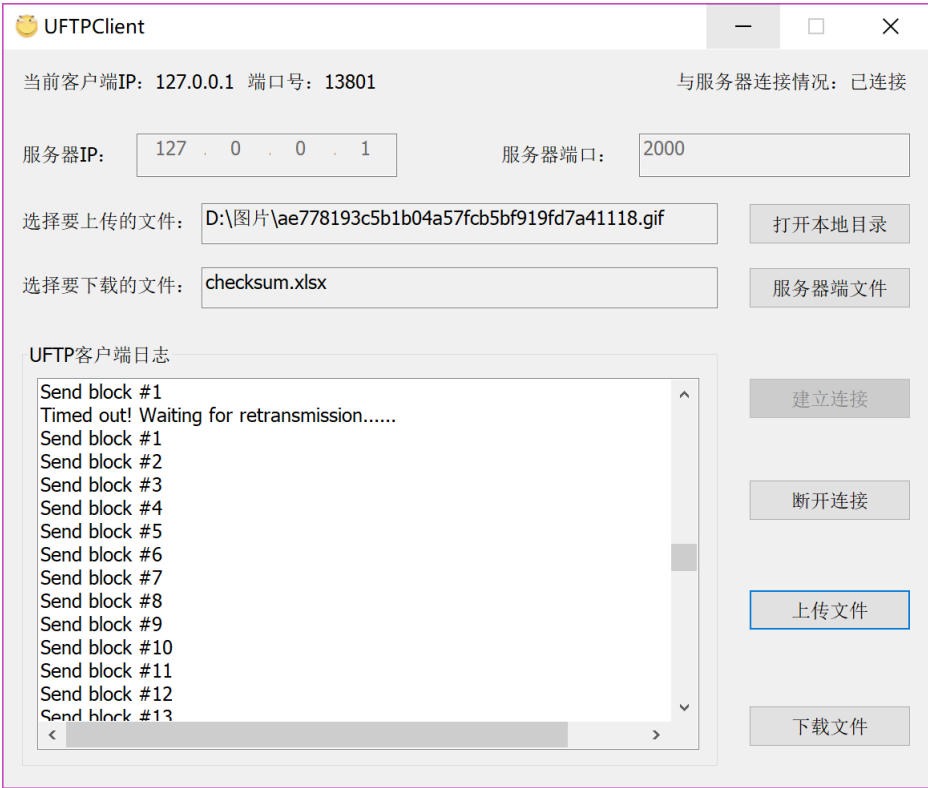 UFTPClient
当前客户端IP：127.0.0.1 端口号：13801 与服务器连接情况：已连接
服务器IP： 127 . 0 . 0 . 1 服务器端口： 2000
选择要上传的文件： D:\图片\ae778193c5b1b04a57fcb5bf919fd7a41118.gif 打开本地目录
选择要下载的文件： checksum.xlsx 服务器端文件
UFTP客户端日志
Send block #1
Timed out! Waiting for retransmission......
Send block #1
Send block #2
Send block #3
Send block #4
Send block #5
Send block #6
Send block #7
Send block #8
Send block #9
Send block #10
Send block #11
Send block #12
Send block #13
建立连接
断开连接
上传文件
下载文件